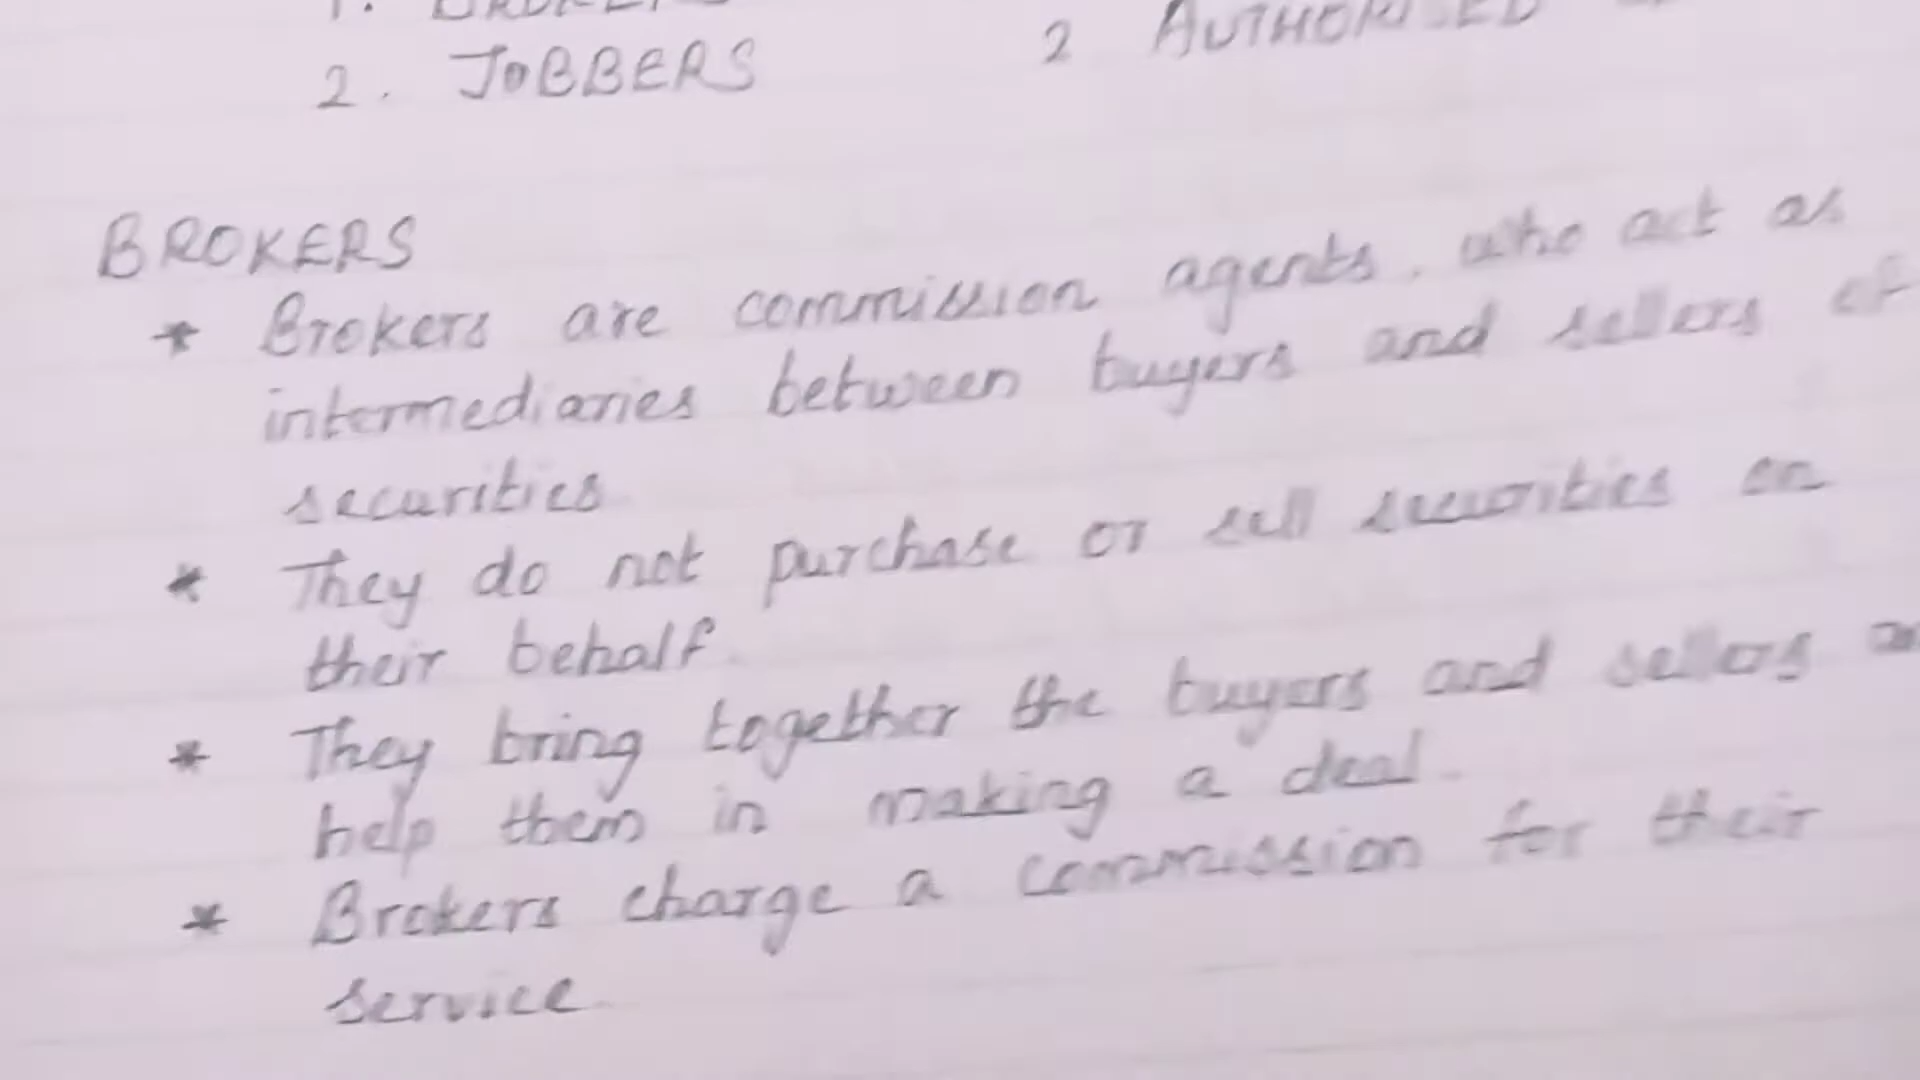 1. BROKERS
2. JOBBERS
2 AUTHORISED
BROKERS
* Brokers are commission agents, who act as
intermediaries between buyers and sellers of
securities
* They do not purchase or sell securities on
their behalf.
* They bring together the buyers and sellers
help them in making a deal.
* Brokers charge a commission for their
service